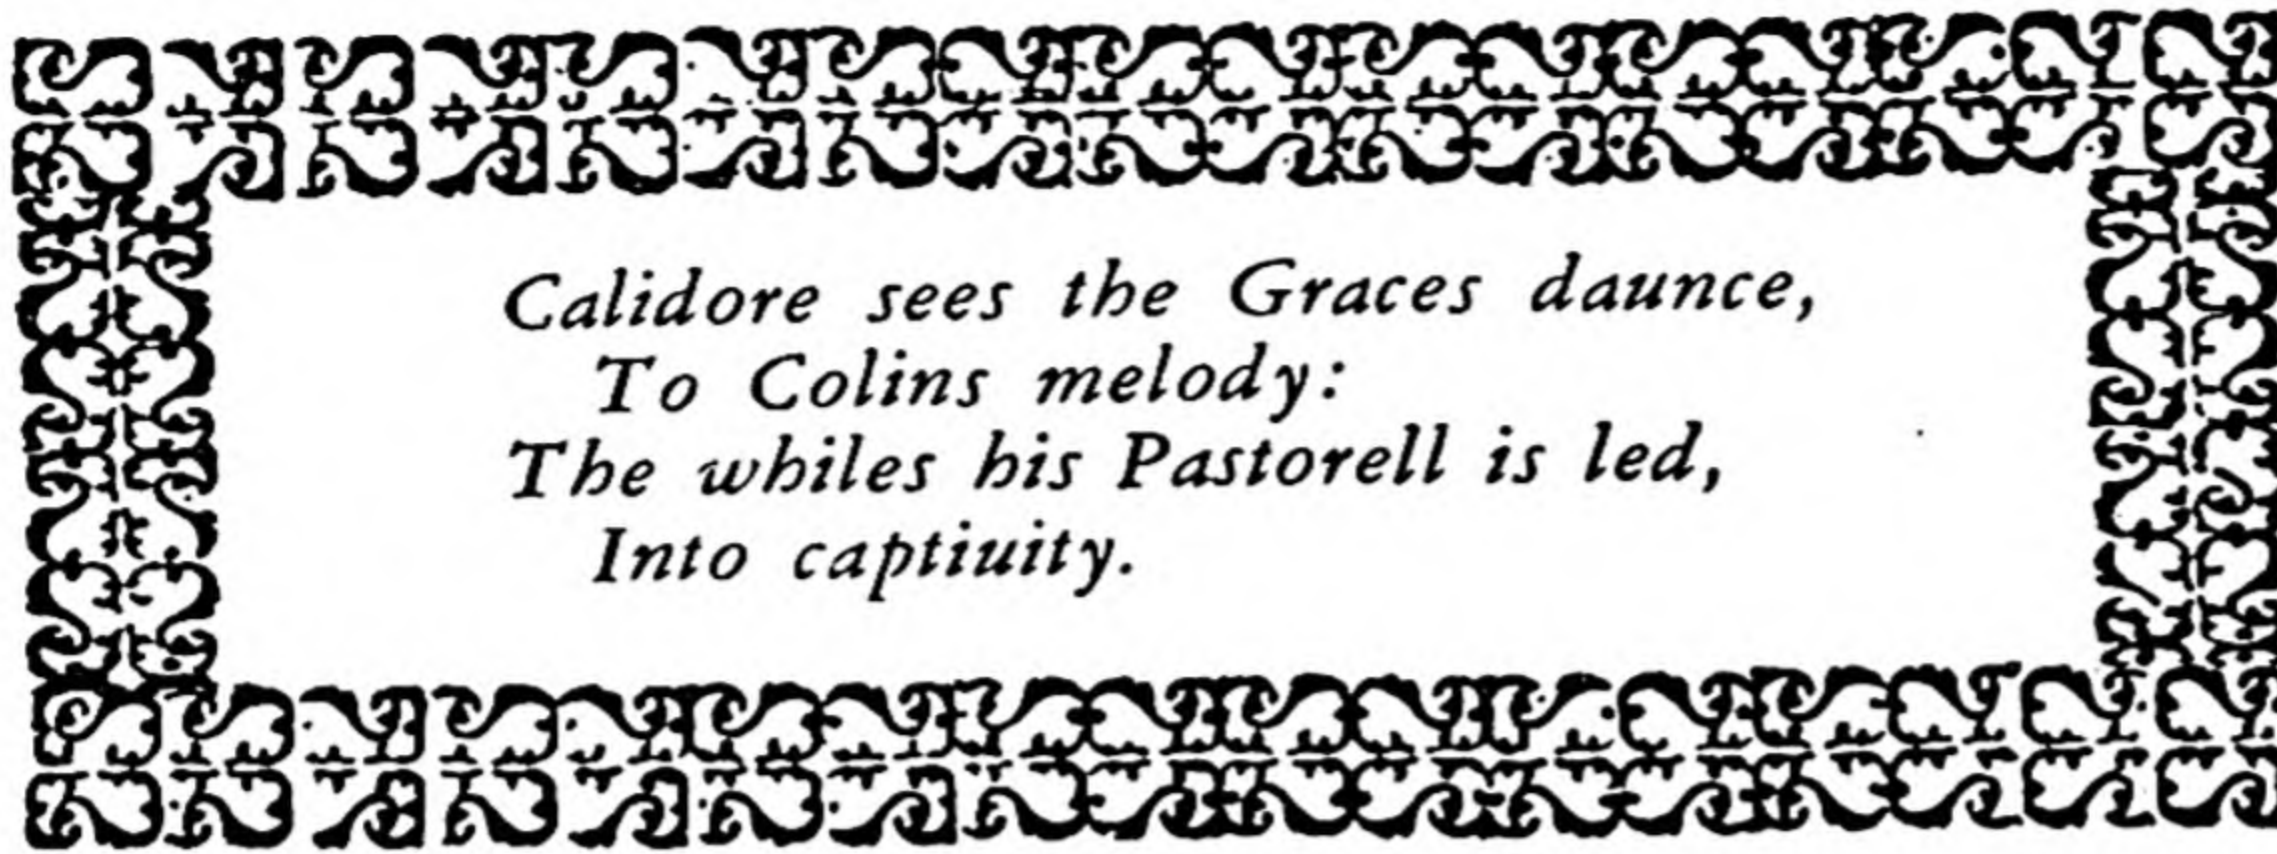 Calidore sees the Graces daunce,
To Colins melody:
The whiles his Pastorell is led,
Into captiuity.